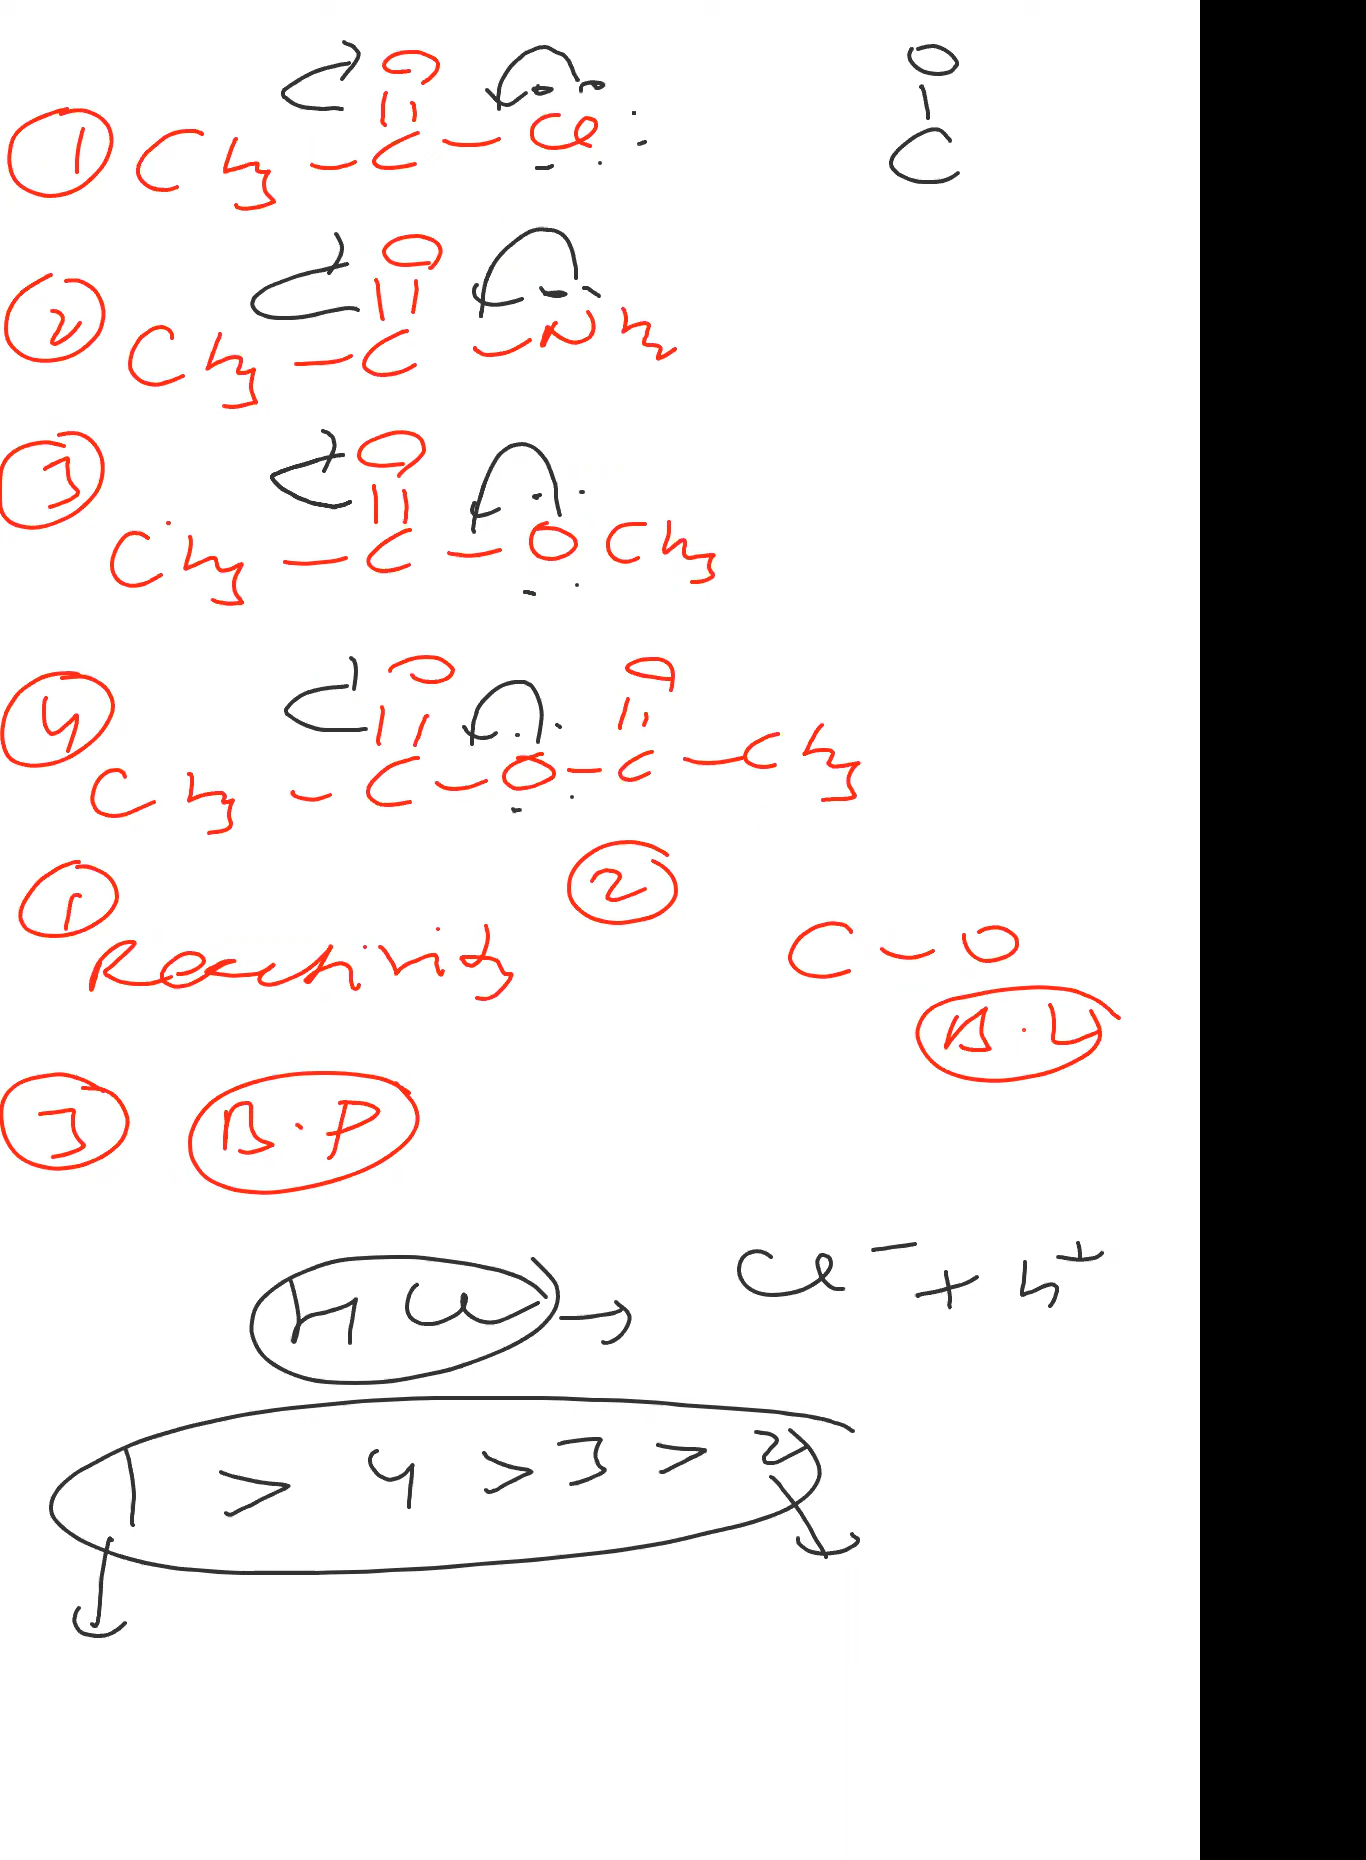 O
O
C
① CH3 - C - Cl
O
② CH3 - C - NH2
O
③ CH3 - C - OCH3
O O
④ CH3 - C - O - C - CH3
① Reactivity ② C - O
B.L
③ B.P
HCl → Cl⁻ + H⁺
1 > 4 > 3 > 2